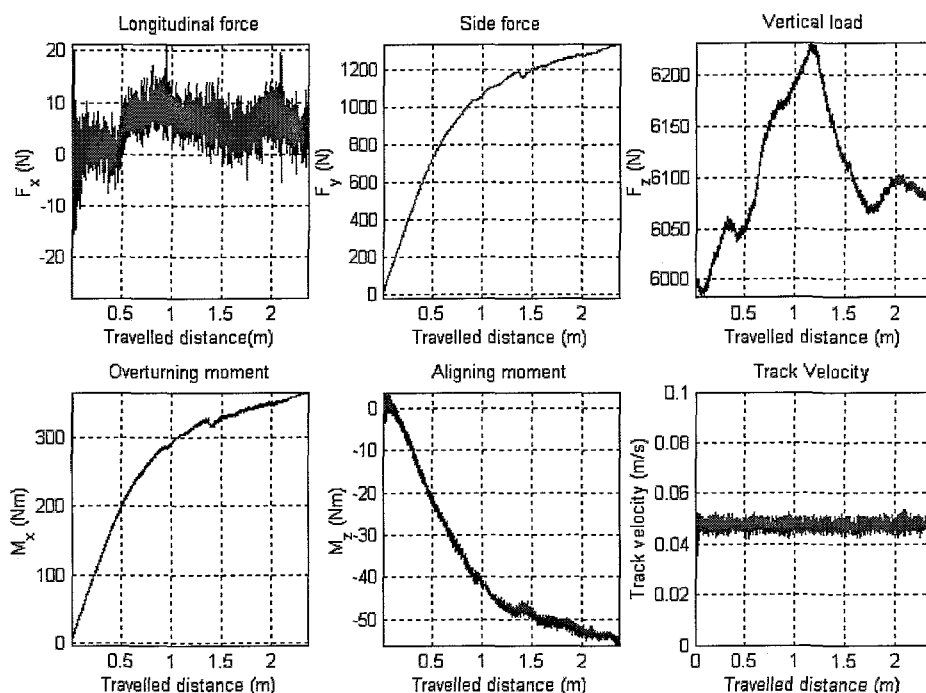 Longitudinal force
20
10
0
-10
-20
F_x (N)
0.5 1 1.5 2
Travelled distance(m)
Side force
1200
1000
800
600
400
200
0
F_y (N)
0.5 1 1.5 2
Travelled distance (m)
Vertical load
6200
6150
6100
6050
6000
F_z (N)
0.5 1 1.5 2
Travelled distance (m)
Overturning moment
300
200
100
0
M_x (Nm)
0.5 1 1.5 2
Travelled distance (m)
Aligning moment
0
-10
-20
-30
-40
-50
M_z (Nm)
0.5 1 1.5 2
Travelled distance (m)
Track Velocity
0.1
0.08
0.06
0.04
0.02
0
Track velocity (m/s)
0 0.5 1 1.5 2
Travelled distance (m)